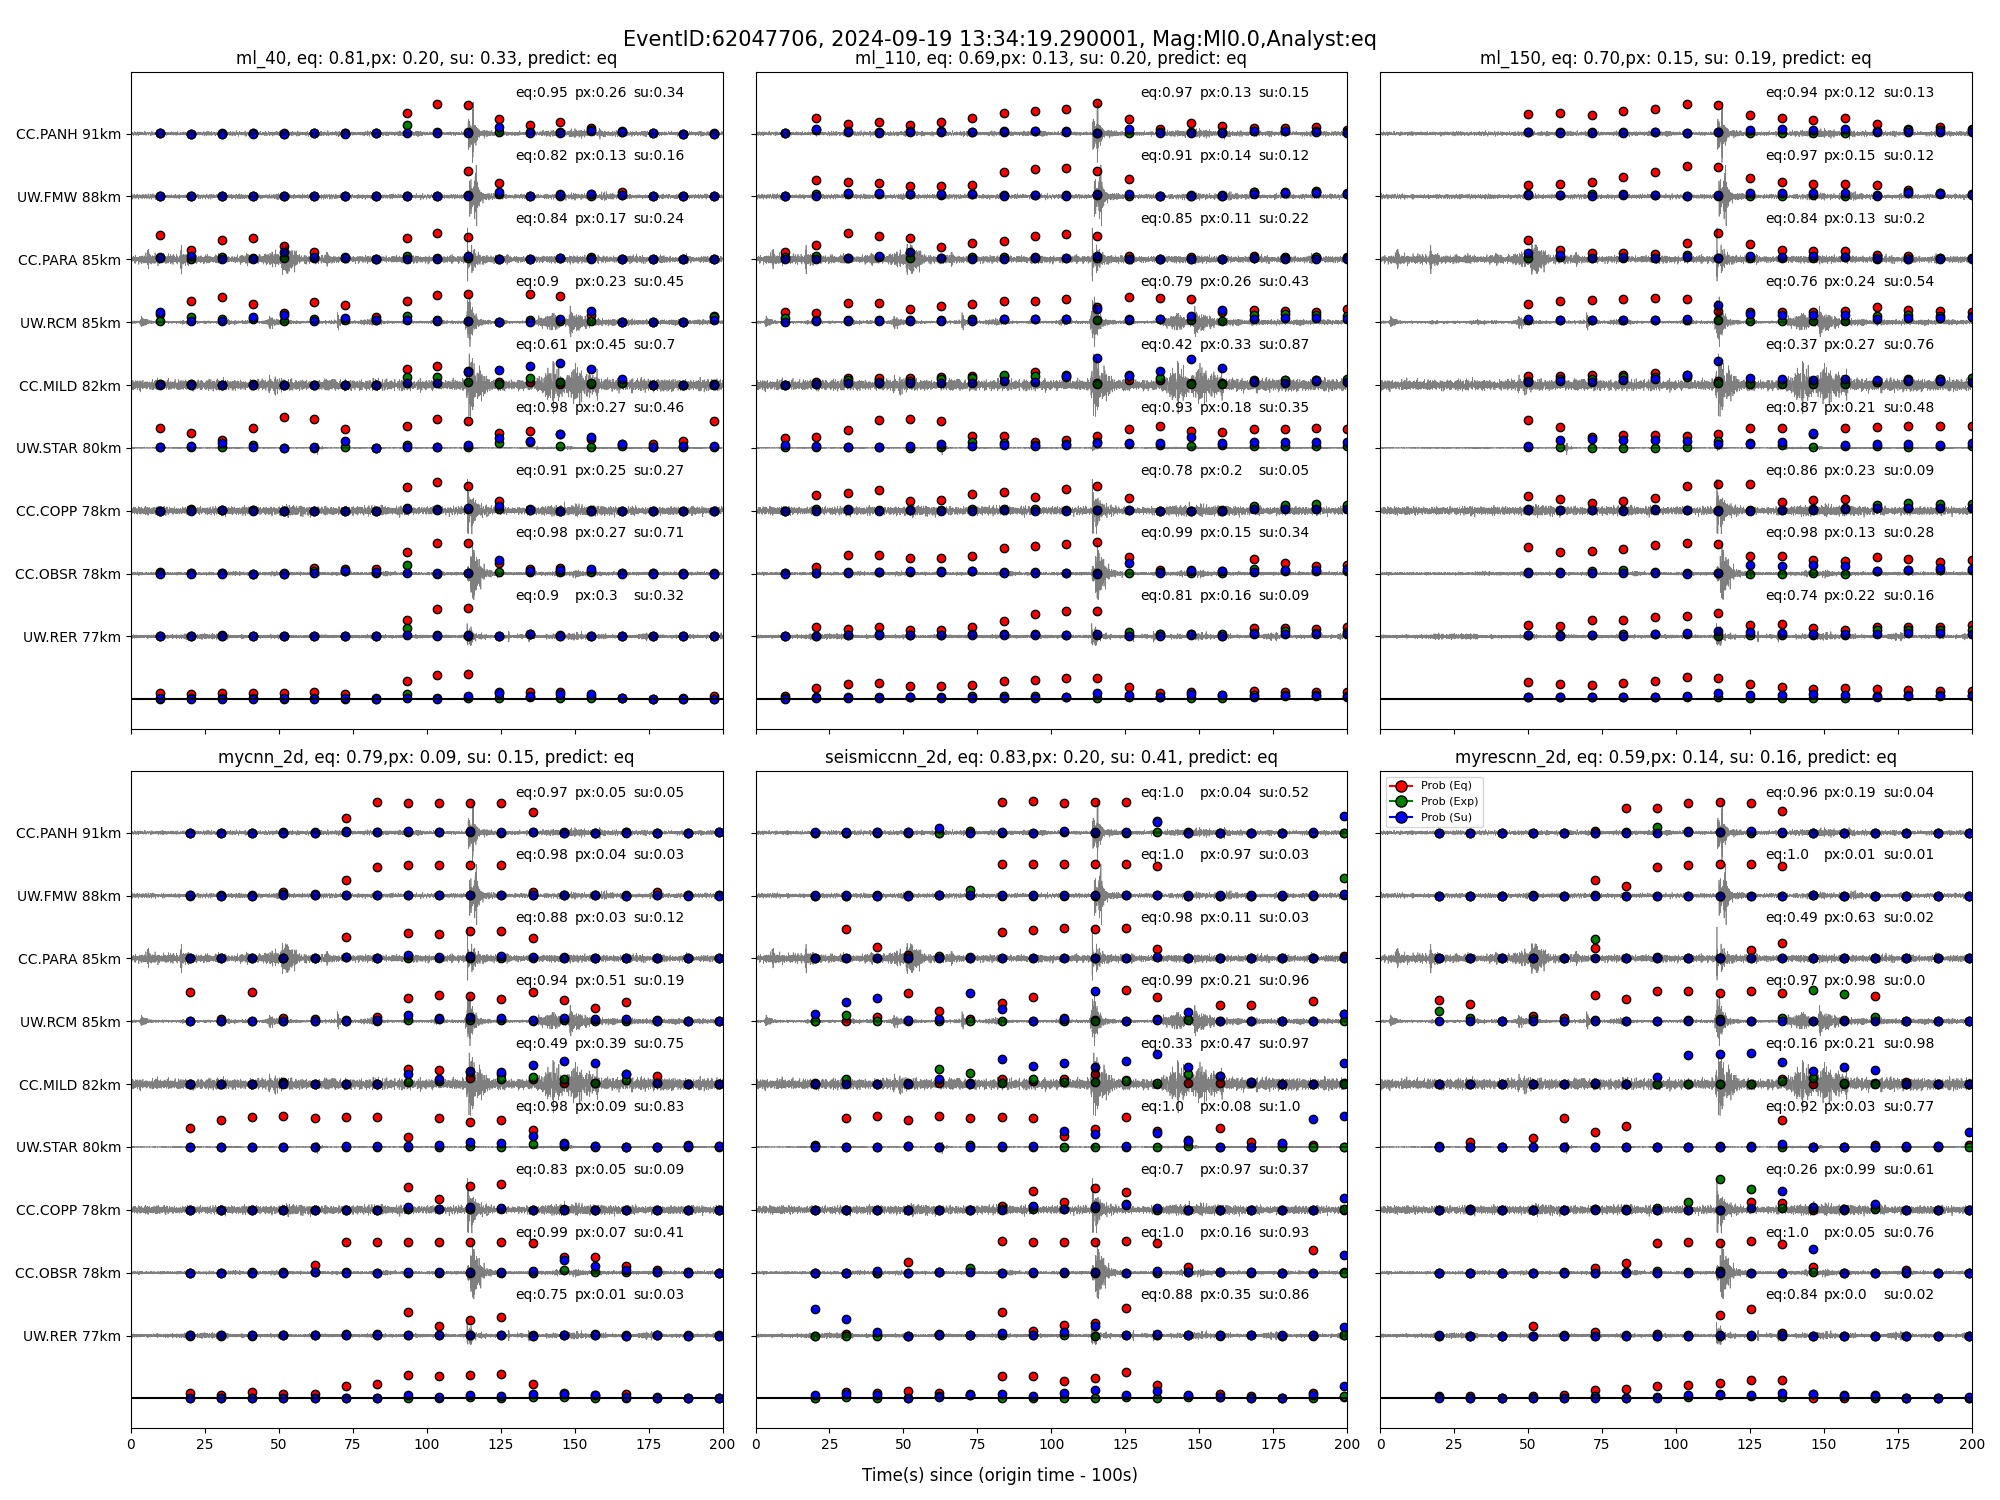 EventID:62047706, 2024-09-19 13:34:19.290001, Mag:Ml0.0,Analyst:eq
ml_40, eq: 0.81,px: 0.20, su: 0.33, predict: eq
eq:0.95 px:0.26 su:0.34
CC.PANH 91km
eq:0.82 px:0.13 su:0.16
UW.FMW 88km
eq:0.84 px:0.17 su:0.24
CC.PARA 85km
eq:0.9 px:0.23 su:0.45
UW.RCM 85km
eq:0.61 px:0.45 su:0.7
CC.MILD 82km
eq:0.98 px:0.27 su:0.46
UW.STAR 80km
eq:0.91 px:0.25 su:0.27
CC.COPP 78km
eq:0.98 px:0.27 su:0.71
CC.OBSR 78km
eq:0.9 px:0.3 su:0.32
UW.RER 77km
ml_110, eq: 0.69,px: 0.13, su: 0.20, predict: eq
eq:0.97 px:0.13 su:0.15
eq:0.91 px:0.14 su:0.12
eq:0.85 px:0.11 su:0.22
eq:0.79 px:0.26 su:0.43
eq:0.42 px:0.33 su:0.87
eq:0.93 px:0.18 su:0.35
eq:0.78 px:0.2 su:0.05
eq:0.99 px:0.15 su:0.34
eq:0.81 px:0.16 su:0.09
ml_150, eq: 0.70,px: 0.15, su: 0.19, predict: eq
eq:0.94 px:0.12 su:0.13
eq:0.97 px:0.15 su:0.12
eq:0.84 px:0.13 su:0.2
eq:0.76 px:0.24 su:0.54
eq:0.37 px:0.27 su:0.76
eq:0.87 px:0.21 su:0.48
eq:0.86 px:0.23 su:0.09
eq:0.98 px:0.13 su:0.28
eq:0.74 px:0.22 su:0.16
mycnn_2d, eq: 0.79,px: 0.09, su: 0.15, predict: eq
eq:0.97 px:0.05 su:0.05
CC.PANH 91km
eq:0.98 px:0.04 su:0.03
UW.FMW 88km
eq:0.88 px:0.03 su:0.12
CC.PARA 85km
eq:0.94 px:0.51 su:0.19
UW.RCM 85km
eq:0.49 px:0.39 su:0.75
CC.MILD 82km
eq:0.98 px:0.09 su:0.83
UW.STAR 80km
eq:0.83 px:0.05 su:0.09
CC.COPP 78km
eq:0.99 px:0.07 su:0.41
CC.OBSR 78km
eq:0.75 px:0.01 su:0.03
UW.RER 77km
0 25 50 75 100 125 150 175 200
seismiccnn_2d, eq: 0.83,px: 0.20, su: 0.41, predict: eq
eq:1.0 px:0.04 su:0.52
eq:1.0 px:0.97 su:0.03
eq:0.98 px:0.11 su:0.03
eq:0.99 px:0.21 su:0.96
eq:0.33 px:0.47 su:0.97
eq:1.0 px:0.08 su:1.0
eq:0.7 px:0.97 su:0.37
eq:1.0 px:0.16 su:0.93
eq:0.88 px:0.35 su:0.86
0 25 50 75 100 125 150 175 200
myrescnn_2d, eq: 0.59,px: 0.14, su: 0.16, predict: eq
Prob (Eq)
Prob (Exp)
Prob (Su)
eq:0.96 px:0.19 su:0.04
eq:1.0 px:0.01 su:0.01
eq:0.49 px:0.63 su:0.02
eq:0.97 px:0.98 su:0.0
eq:0.16 px:0.21 su:0.98
eq:0.92 px:0.03 su:0.77
eq:0.26 px:0.99 su:0.61
eq:1.0 px:0.05 su:0.76
eq:0.84 px:0.0 su:0.02
0 25 50 75 100 125 150 175 200
Time(s) since (origin time - 100s)